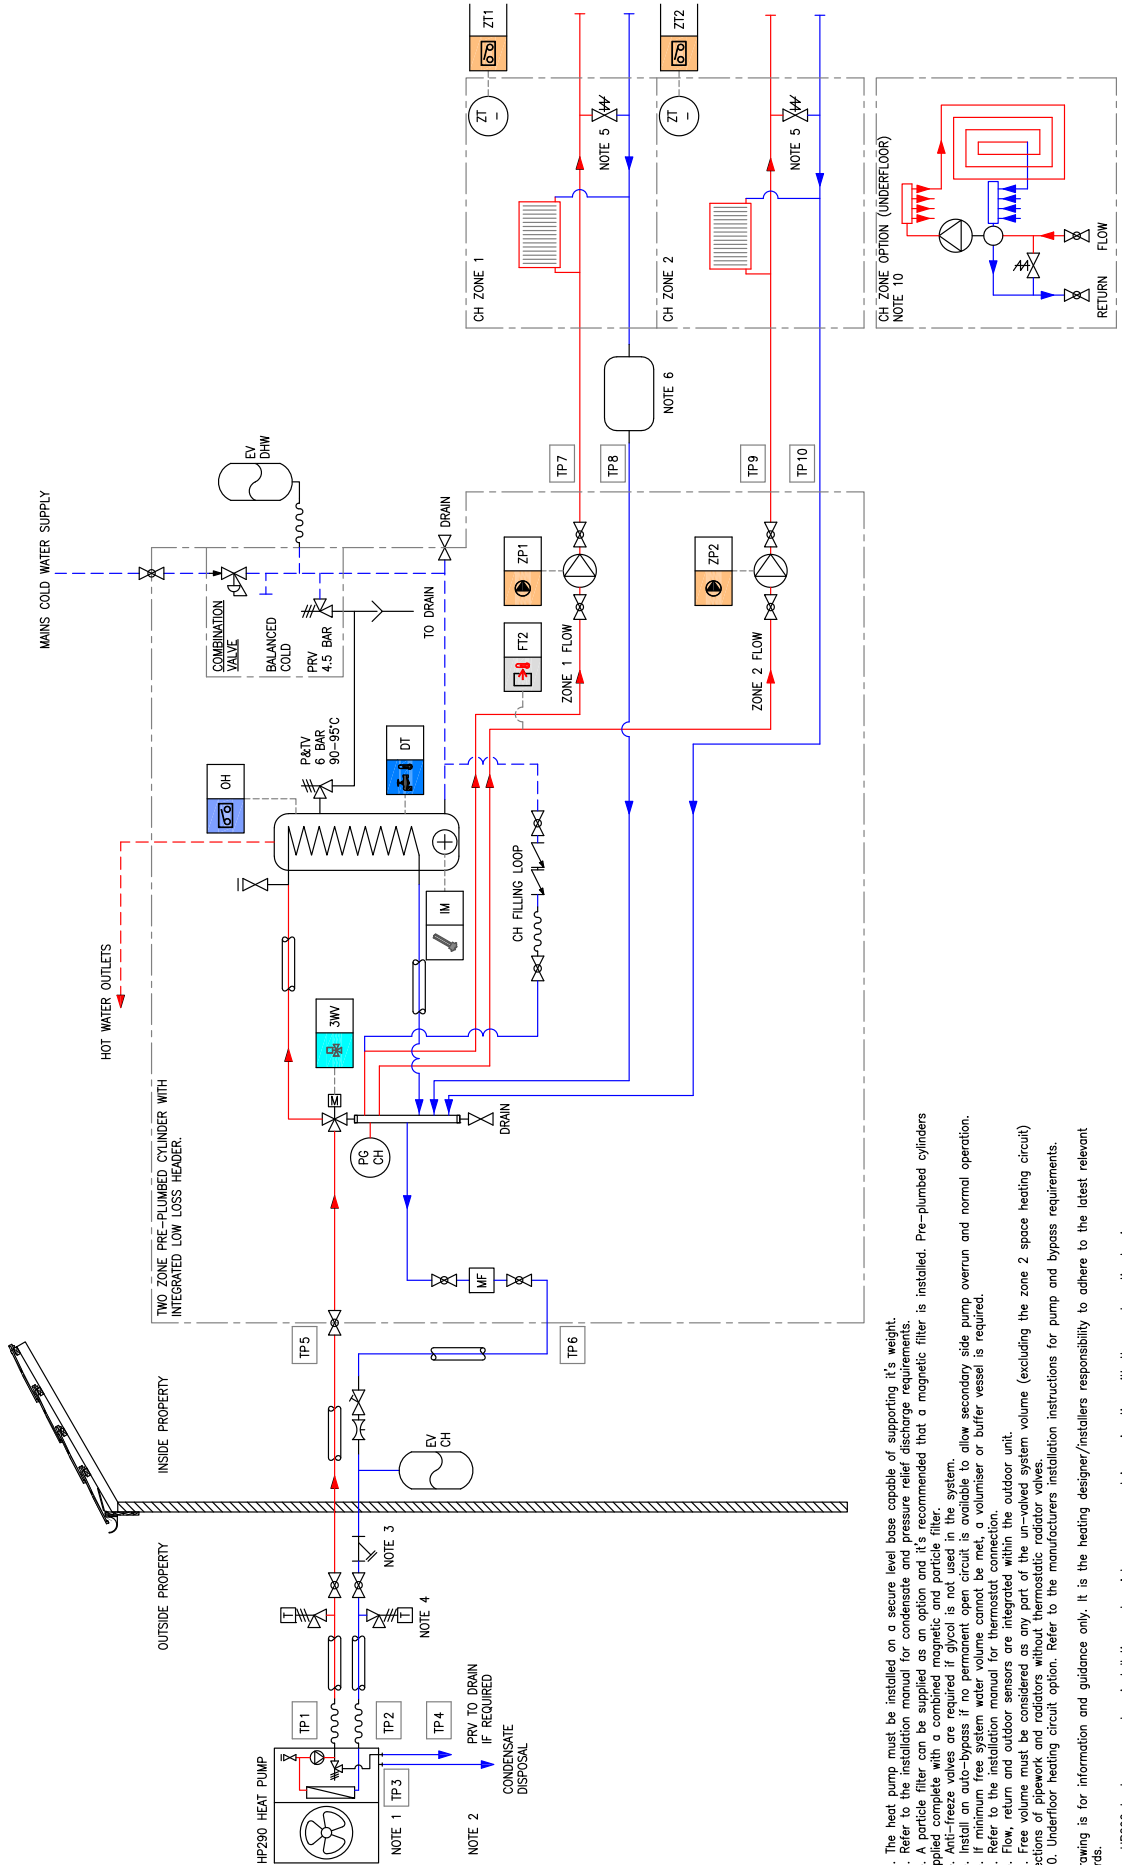 MAINS COLD WATER SUPPLY
HOT WATER OUTLETS
TWO ZONE PRE-PLUMBED CYLINDER WITH
INTEGRATED LOW LOSS HEADER.
COMBINATION
VALVE
BALANCED
COLD
PRV
4.5 BAR
EV
DHW
DRAIN
TO DRAIN
P&TV
6 BAR
90-95°C
OH
DT
IM
3WV
M
PG
CH
DRAIN
CH FILLING LOOP
FT2
ZP1
ZP2
ZONE 1 FLOW
ZONE 2 FLOW
TP7
TP8
TP9
TP10
NOTE 6
CH ZONE 1
CH ZONE 2
NOTE 5
NOTE 5
ZT
-
ZT
-
ZT1
ZT2
CH ZONE OPTION (UNDERFLOOR)
NOTE 10
RETURN
FLOW
MF
TP5
TP6
INSIDE PROPERTY
OUTSIDE PROPERTY
EV
CH
NOTE 3
NOTE 4
T
T
TP1
TP2
TP3
TP4
HP290 HEAT PUMP
NOTE 1
NOTE 2
PRV TO DRAIN
IF REQUIRED
CONDENSATE
DISPOSAL
. The heat pump must be installed on a secure level base capable of supporting it's weight.
. Refer to the installation manual for condensate and pressure relief discharge requirements.
. A particle filter can be supplied as an option and it's recommended that a magnetic filter is installed. Pre-plumbed cylinders
pplied complete with a combined magnetic and particle filter.
. Anti-freeze valves are required if glycol is not used in the system.
. Install an auto-bypass if no permanent open circuit is available to allow secondary side pump overrun and normal operation.
. If minimum free system water volume cannot be met, a volumiser or buffer vessel is required.
. Refer to the installation manual for thermostat connection.
. Flow, return and outdoor sensors are integrated within the outdoor unit.
. Free volume must be considered as any part of the un-valved system volume (excluding the zone 2 space heating circuit)
ctions of pipework and radiators without thermostatic radiator valves.
0. Underfloor heating circuit option. Refer to the manufacturers installation instructions for pump and bypass requirements.
rawing is for information and guidance only. It is the heating designer/installers responsibility to adhere to the latest relevant
rds.